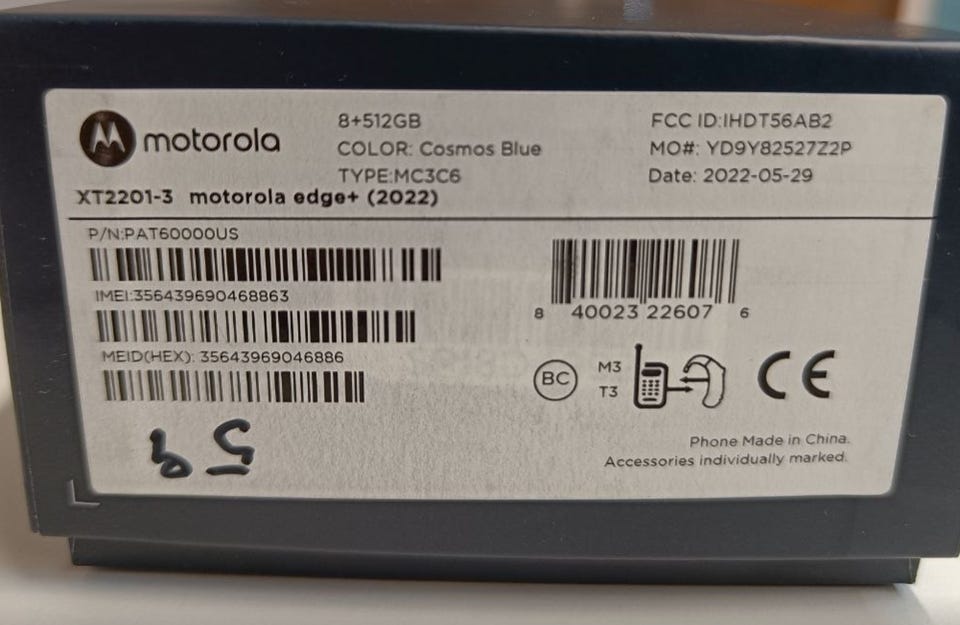 motorola
8+512GB
COLOR: Cosmos Blue
TYPE:MC3C6
FCC ID:IHDT56AB2
MO#: YD9Y82527Z2P
Date: 2022-05-29
XT2201-3 motorola edge+ (2022)
P/N:PAT60000US
IMEI:356439690468863
MEID(HEX): 35643969046886
8 40023 22607 6
BC
M3
T3
CE
Phone Made in China.
Accessories individually marked.